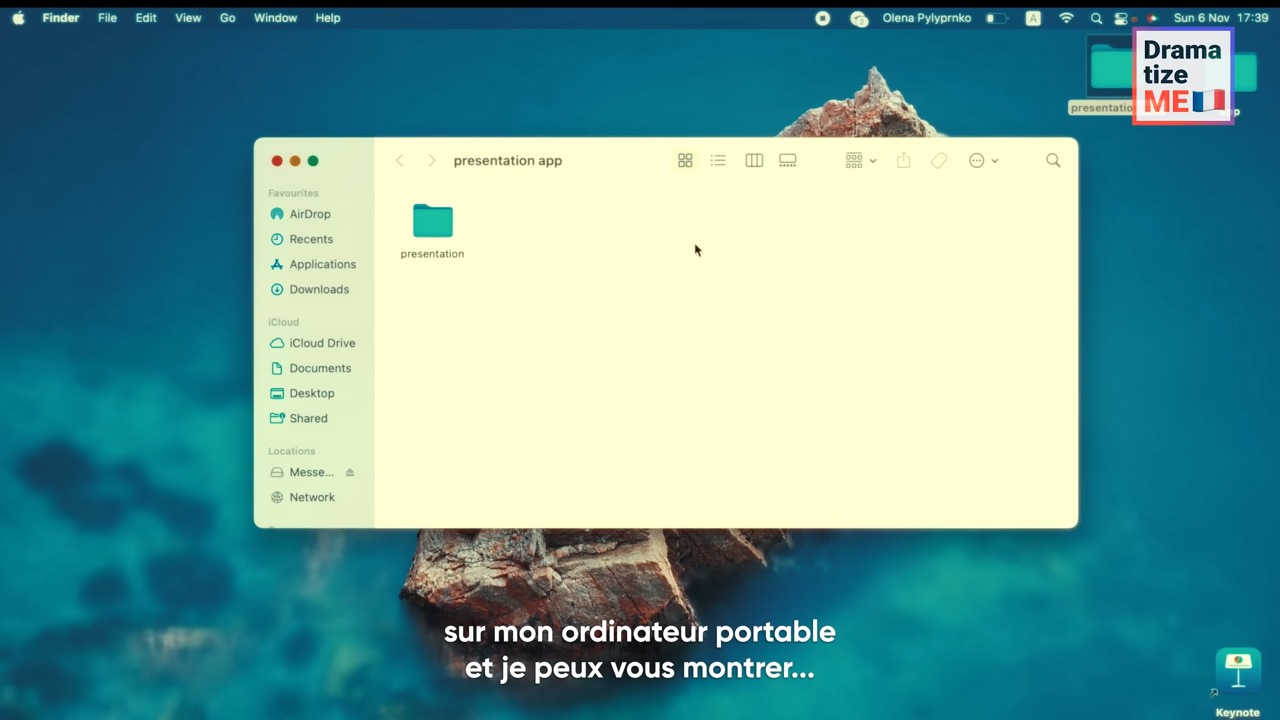 Finder File Edit View Go Window Help
Olena Pylyprnko A Sun 6 Nov 17:39
Drama
tize
ME
presentation app
Favourites
AirDrop
Recents
Applications
Downloads
iCloud
iCloud Drive
Documents
Desktop
Shared
Locations
Messe...
Network
presentation
sur mon ordinateur portable
et je peux vous montrer...
Keynote